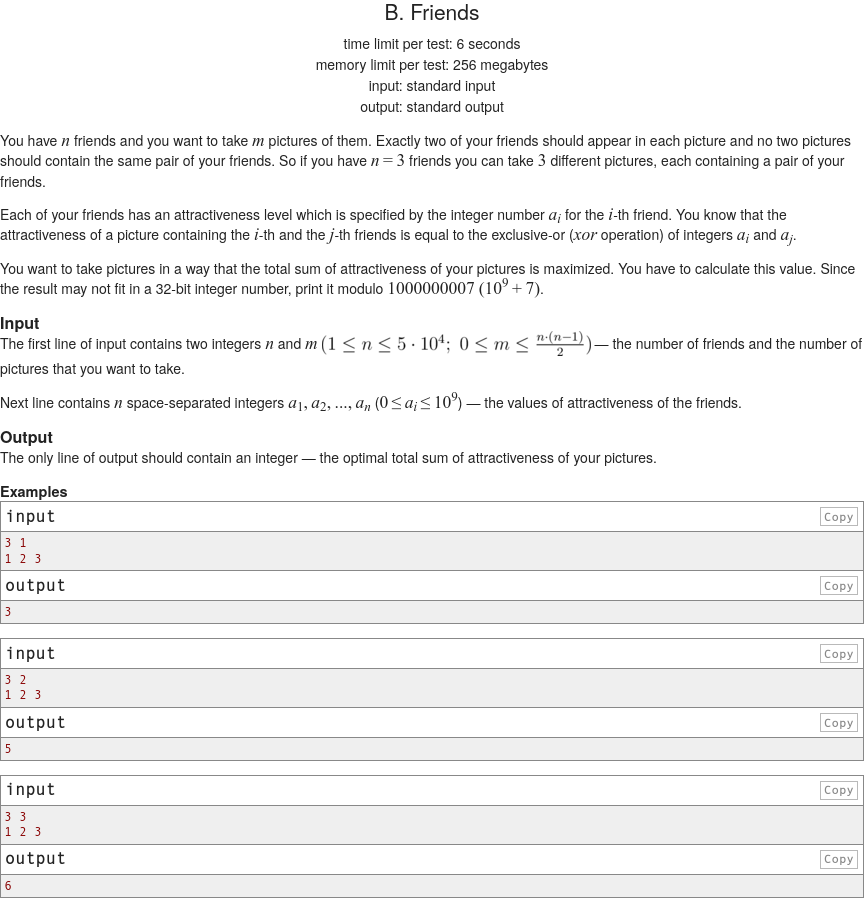 B. Friends
time limit per test: 6 seconds
memory limit per test: 256 megabytes
input: standard input
output: standard output
You have n friends and you want to take m pictures of them. Exactly two of your friends should appear in each picture and no two pictures
should contain the same pair of your friends. So if you have n = 3 friends you can take 3 different pictures, each containing a pair of your
friends.
Each of your friends has an attractiveness level which is specified by the integer number a_i for the i-th friend. You know that the
attractiveness of a picture containing the i-th and the j-th friends is equal to the exclusive-or (xor operation) of integers a_i and a_j.
You want to take pictures in a way that the total sum of attractiveness of your pictures is maximized. You have to calculate this value. Since
the result may not fit in a 32-bit integer number, print it modulo 1000000007 (10^9 + 7).
Input
The first line of input contains two integers n and m (1 ≤ n ≤ 5 · 10^4; 0 ≤ m ≤ n·(n−1)/2) — the number of friends and the number of
pictures that you want to take.
Next line contains n space-separated integers a_1, a_2, ..., a_n (0 ≤ a_i ≤ 10^9) — the values of attractiveness of the friends.
Output
The only line of output should contain an integer — the optimal total sum of attractiveness of your pictures.
Examples
input Copy
3 1
1 2 3
output Copy
3
input Copy
3 2
1 2 3
output Copy
5
input Copy
3 3
1 2 3
output Copy
6